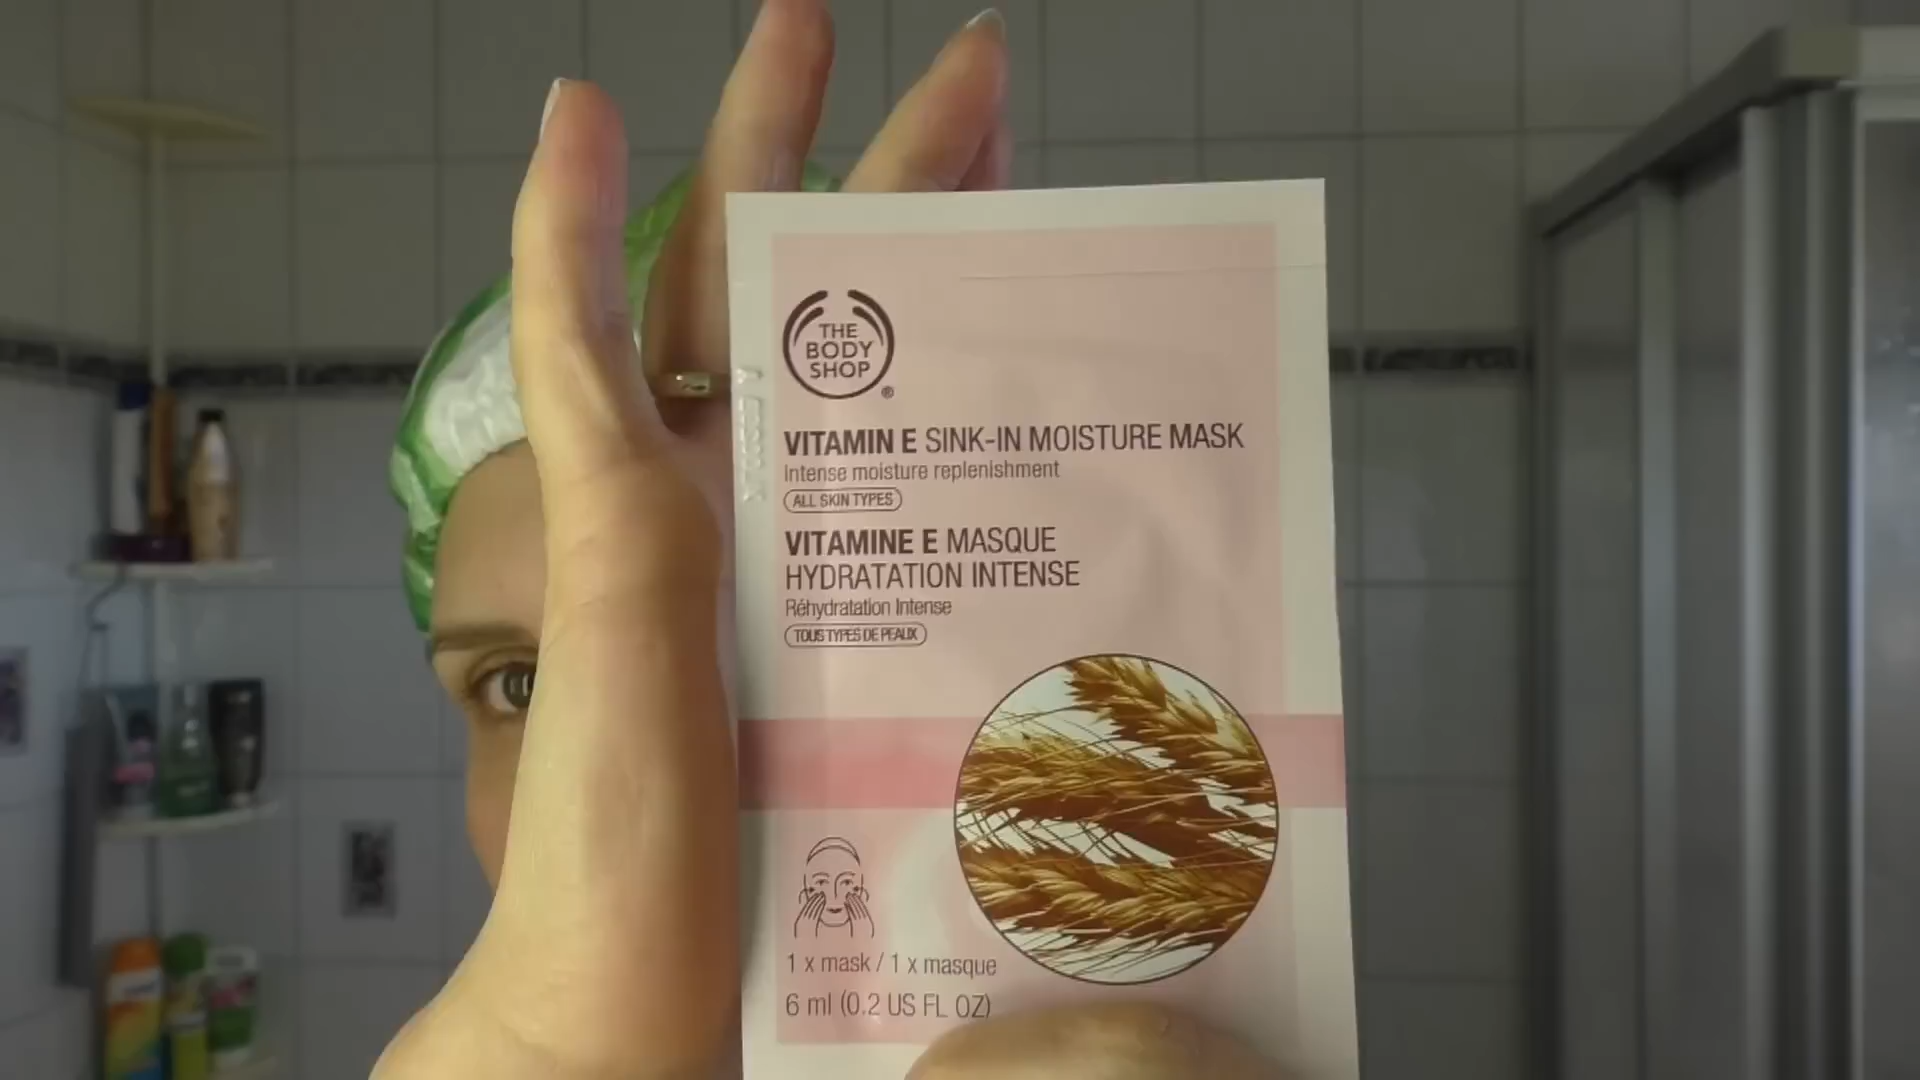 THE
BODY
SHOP
®
VITAMIN E SINK-IN MOISTURE MASK
Intense moisture replenishment
ALL SKIN TYPES
VITAMINE E MASQUE
HYDRATATION INTENSE
Réhydratation Intense
TOUS TYPES DE PEAUX
1 x mask / 1 x masque
6 ml (0.2 US FL OZ)